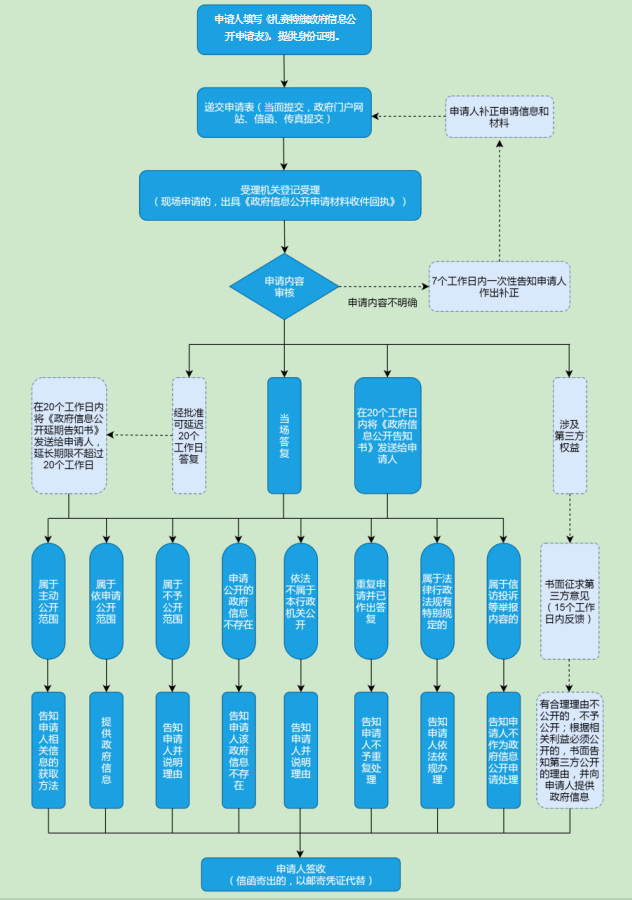 申请人填写《扎赉特旗政府信息公
开申请表》，提供身份证明。
递交申请表（当面提交，政府门户网
站、信函、传真提交）
申请人补正申请信息和
材料
受理机关登记受理
（现场申请的，出具《政府信息公开申请材料收件回执》）
申请内容
审核
申请内容不明确
7个工作日内一次性告知申请人
作出补正
在20个工作日内
将《政府信息公
开延期告知书》
发送给申请人，
延长期限不超过
20个工作日
经批准
可延迟
20个
工作日
答复
当
场
答
复
在20个工作日
内将《政府信
息公开告知
书》发送给申
请人
涉及
第三方
权益
属于
主动
公开
范围
属于
依申请
公开
范围
属于
不予
公开
范围
申请
公开的
政府
信息
不存在
依法
不属于
本行政
机关公
开
重复申
请并已
作出答
复
属于法
律行政
法规有
特别规
定的
属于信
访投诉
等举报
内容的
书面征求第
三方意见
（15个工作
日内反馈）
告知
申请
人相
关信
息的
获取
方法
提
供
政
府
信
息
告知
申请
人并
说明
理由
告知
申请
人该
政府
信息
不存
在
告知
申请
人并
说明
理由
告知
申请
人不
予重
复处
理
告知
申请
人依
法依
规办
理
告知
申请
人不
作为
政府
信息
公开
申请
处理
有合理理由不
公开的，不予
公开；根据相
关利益必须公
开的，书面告
知第三方公开
的理由，并向
申请人提供
政府信息
申请人签收
（信函寄出的，以邮寄凭证代替）